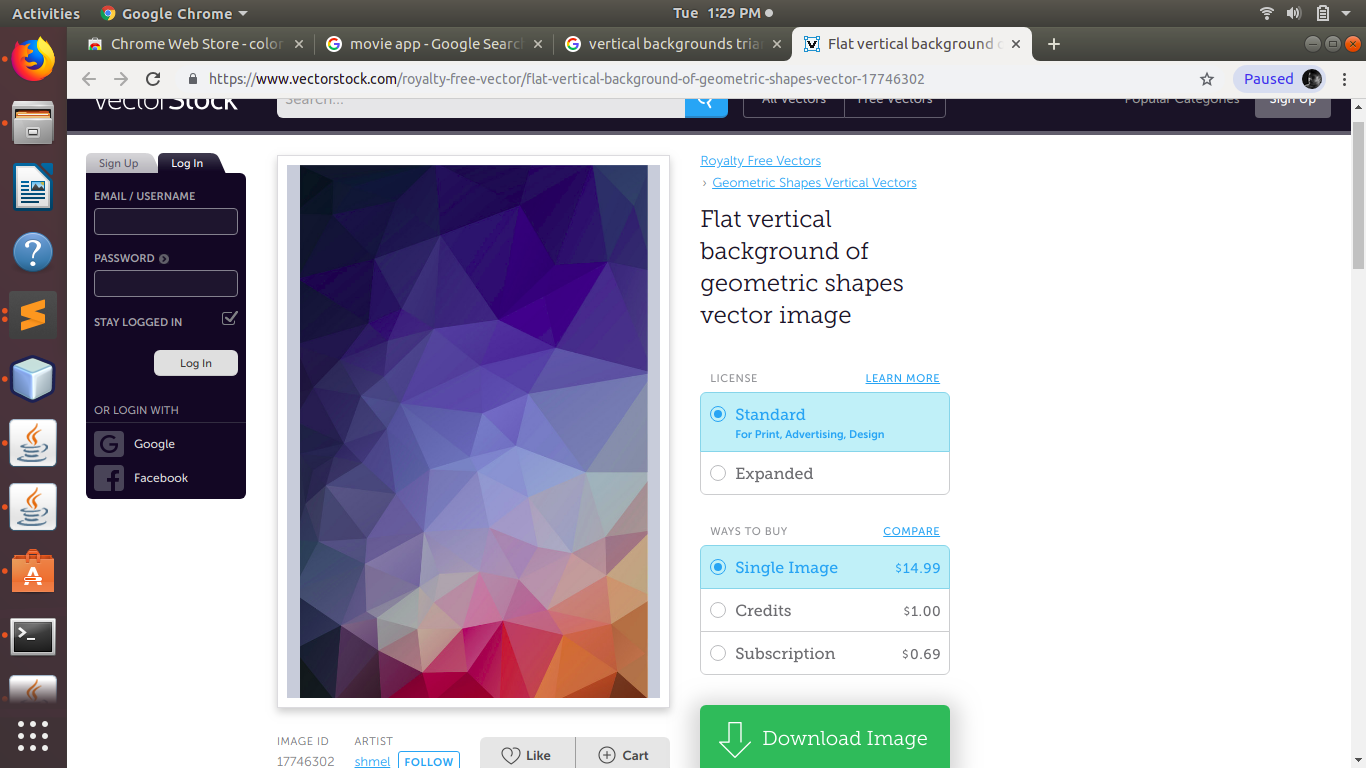 Activities
Google Chrome
Tue 1:29 PM
Chrome Web Store - color
movie app - Google Search
vertical backgrounds tria
Flat vertical background o
https://www.vectorstock.com/royalty-free-vector/flat-vertical-background-of-geometric-shapes-vector-17746302
Paused
VectorStock
Search...
All Vectors
Free Vectors
Popular Categories
Sign Up
Sign Up
Log In
EMAIL / USERNAME
PASSWORD
STAY LOGGED IN
Log In
OR LOGIN WITH
Google
Facebook
Royalty Free Vectors
› Geometric Shapes Vertical Vectors
Flat vertical
background of
geometric shapes
vector image
LICENSE LEARN MORE
Standard
For Print, Advertising, Design
Expanded
WAYS TO BUY COMPARE
Single Image $14.99
Credits $1.00
Subscription $0.69
Download Image
IMAGE ID
17746302
ARTIST
shmel FOLLOW
Like
Cart